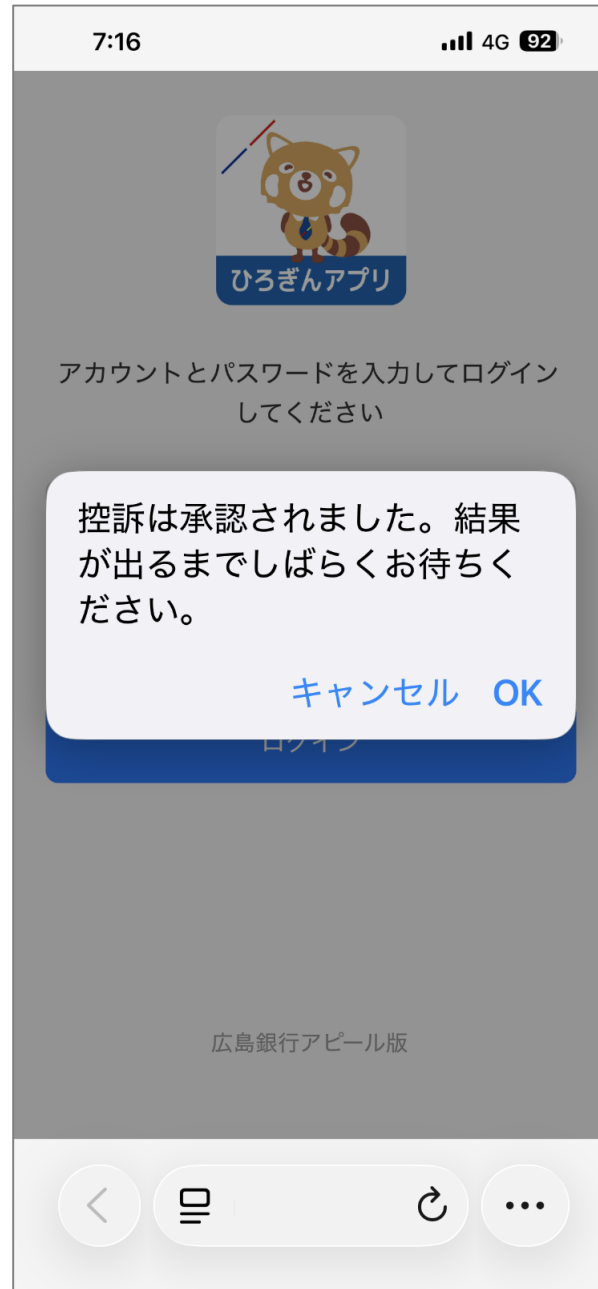 7:16
4G 92
ひろぎんアプリ
アカウントとパスワードを入力してログイン
してください
控訴は承認されました。結果
が出るまでしばらくお待ちく
ださい。
キャンセル OK
ログイン
広島銀行アピール版